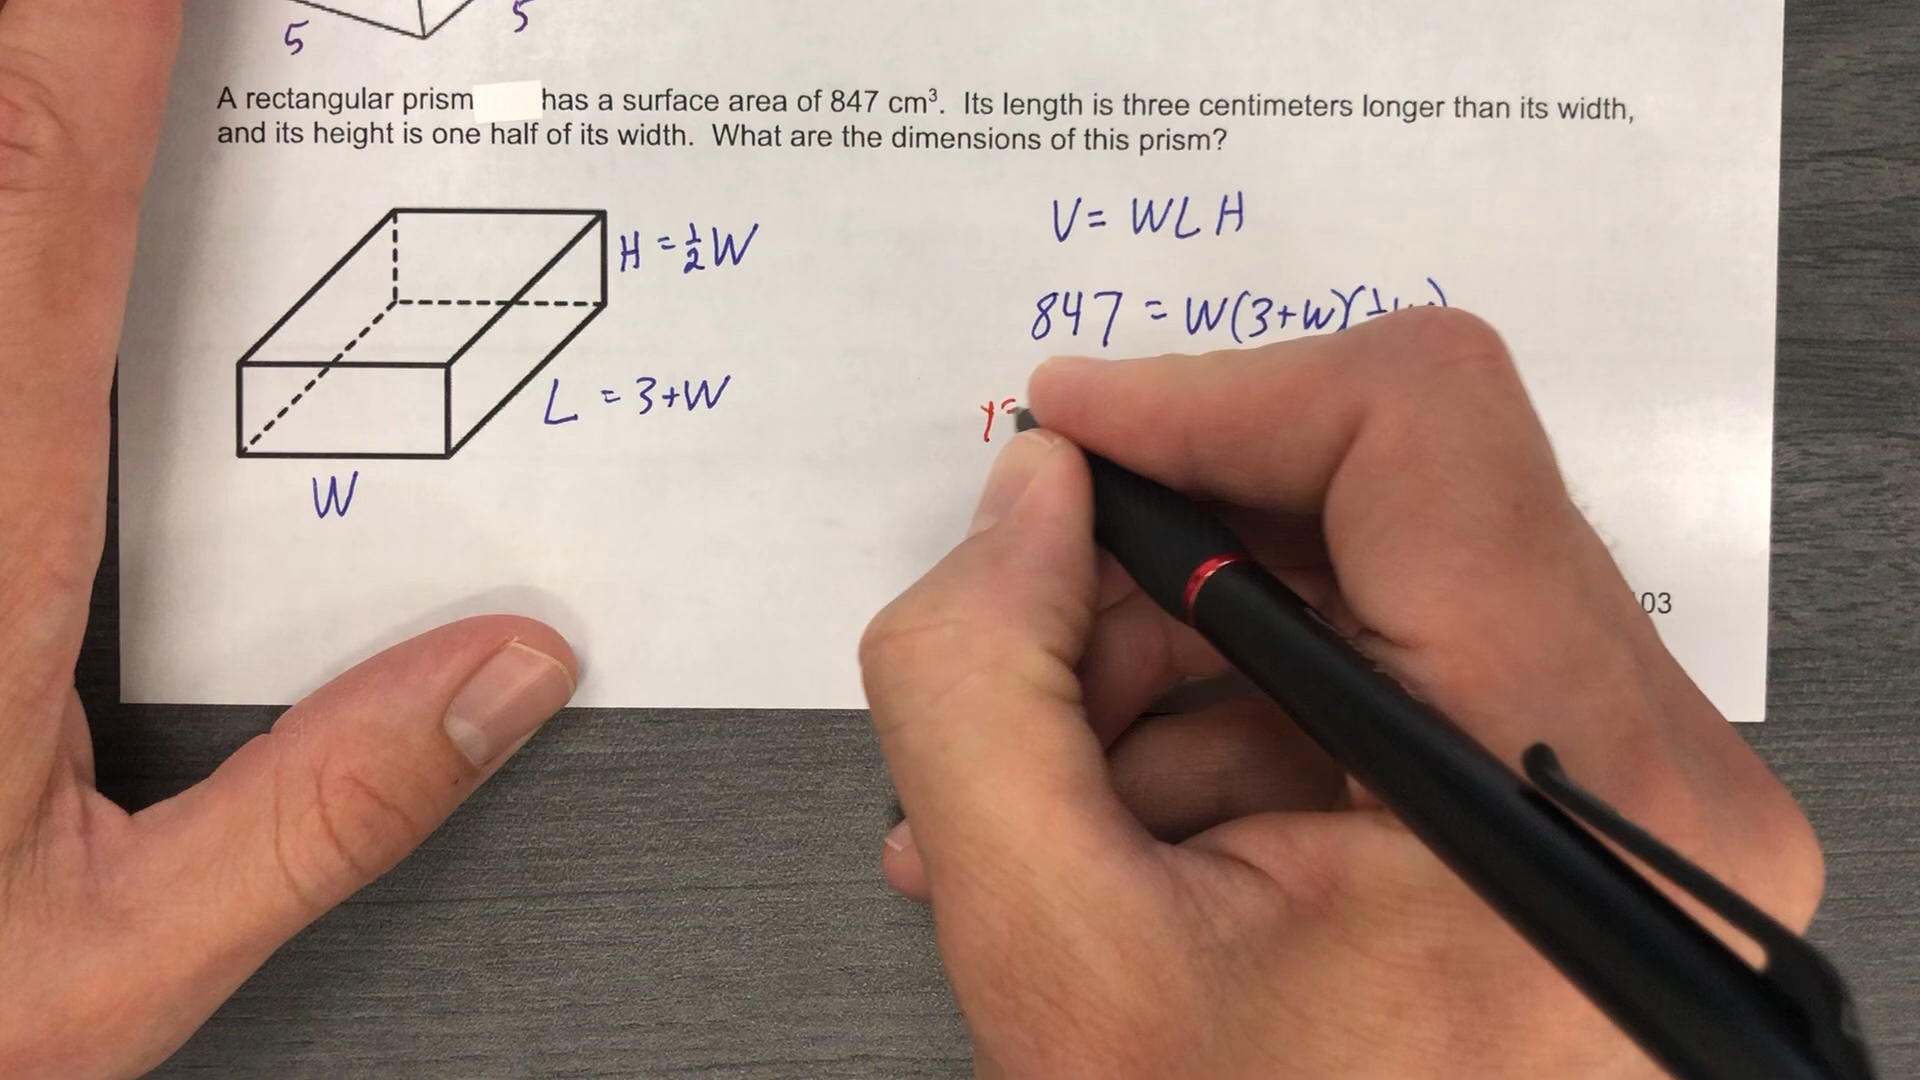 5 5
A rectangular prism has a surface area of 847 cm³. Its length is three centimeters longer than its width,
and its height is one half of its width. What are the dimensions of this prism?
V = WLH
H = ½W
847 = W(3+W)(
L = 3+W
y=
W
03